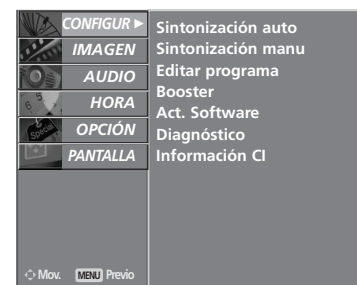 CONFIGUR ►
IMAGEN
AUDIO
HORA
OPCIÓN
PANTALLA
Sintonización auto
Sintonización manu
Editar programa
Booster
Act. Software
Diagnóstico
Información CI
Mov. MENU Previo